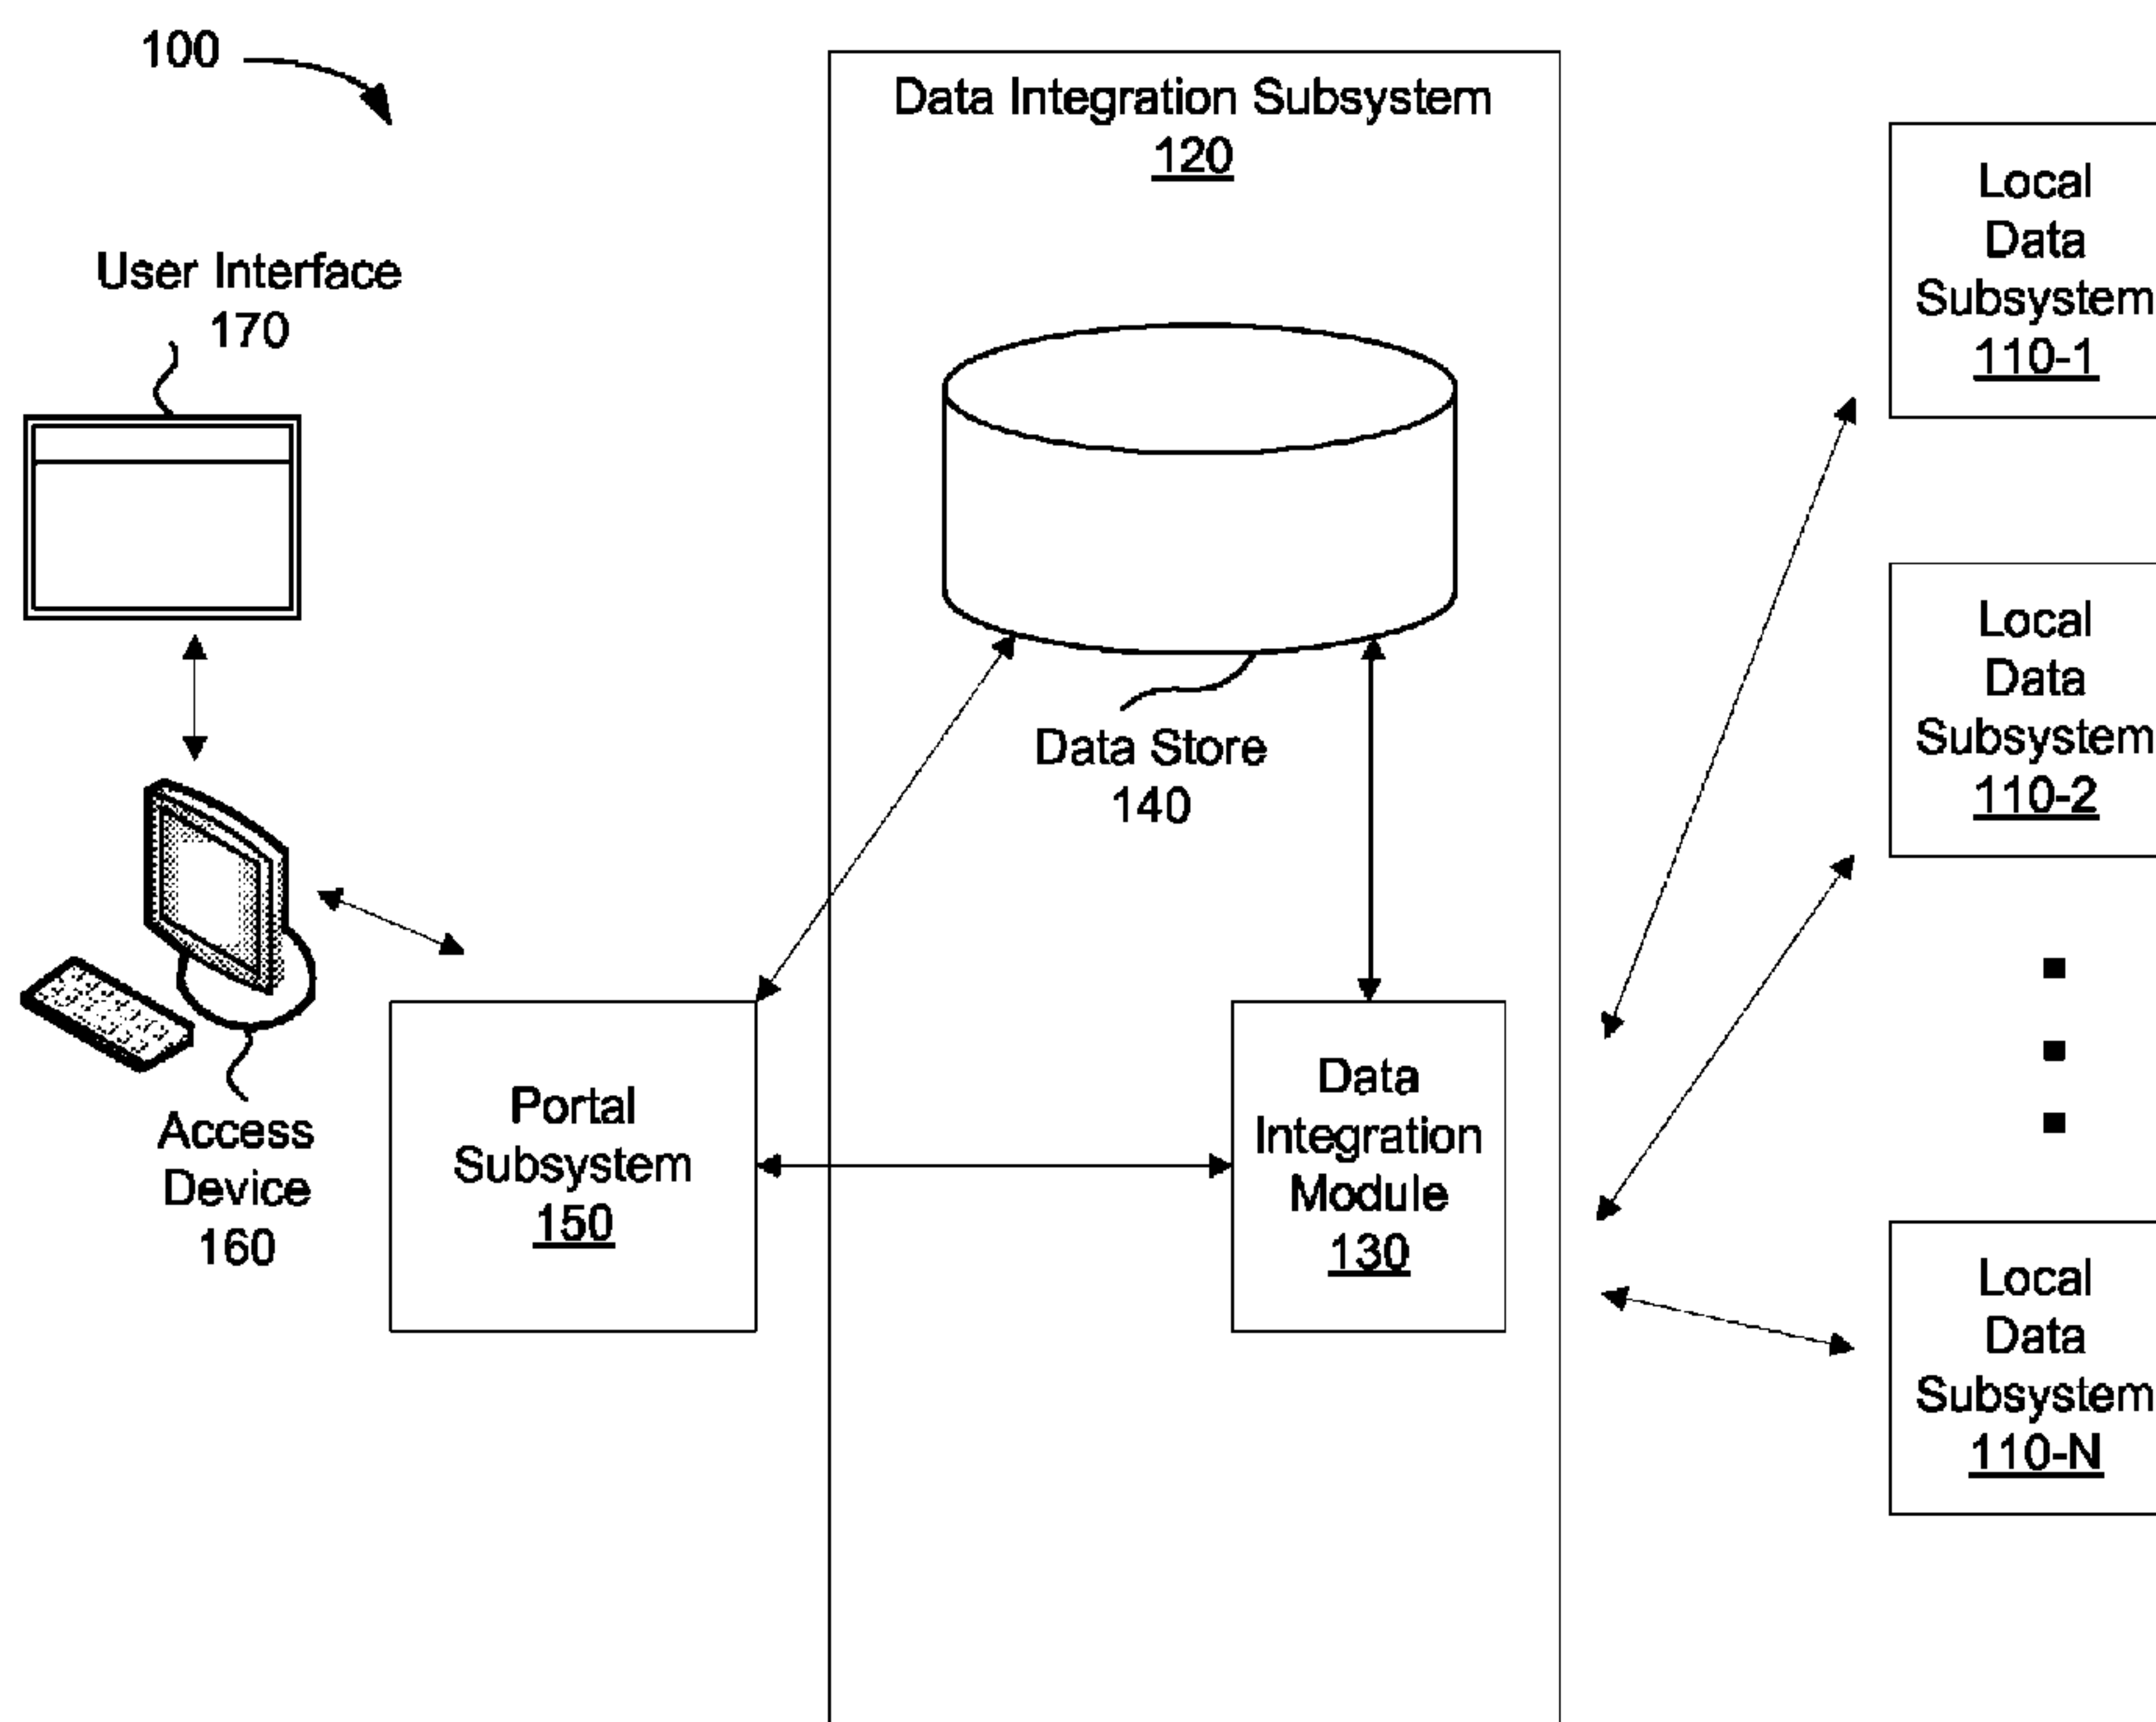 100
Data Integration Subsystem
120
User Interface
170
Data Store
140
Access
Device
160
Portal
Subsystem
150
Data
Integration
Module
130
Local
Data
Subsystem
110-1
Local
Data
Subsystem
110-2
Local
Data
Subsystem
110-N